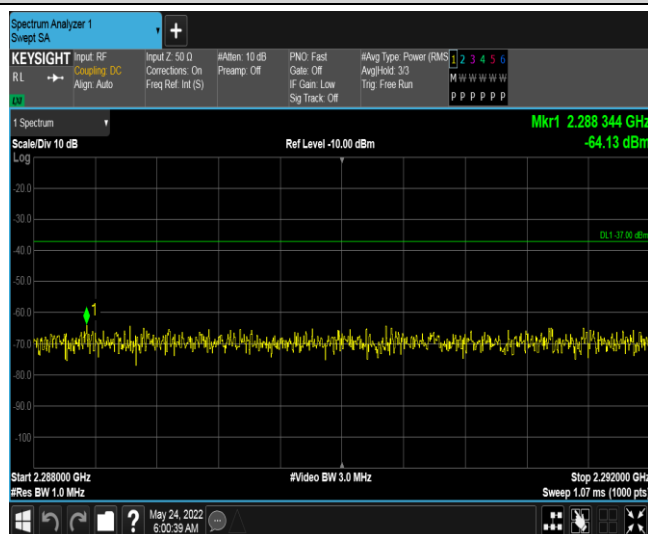 Spectrum Analyzer 1
Swept SA
+
KEYSIGHT Input: RF Input Z: 50 Ω #Atten: 10 dB PNO: Fast #Avg Type: Power (RMS 1 2 3 4 5 6
RL Coupling: DC Corrections: On Preamp: Off Gate: Off Avg|Hold: 3/3 M W W W W W
Align: Auto Freq Ref: Int (S) IF Gain: Low Trig: Free Run P P P P P P
LXI Sig Track: Off
1 Spectrum Mkr1 2.288 344 GHz
Scale/Div 10 dB Ref Level -10.00 dBm -64.13 dBm
Log
-20.0
-30.0
DL1 -37.00 dBm
-40.0
-50.0
-60.0
1
-70.0
-80.0
-90.0
-100
Start 2.288000 GHz #Video BW 3.0 MHz Stop 2.292000 GHz
#Res BW 1.0 MHz Sweep 1.07 ms (1000 pts)
? May 24, 2022
6:00:39 AM